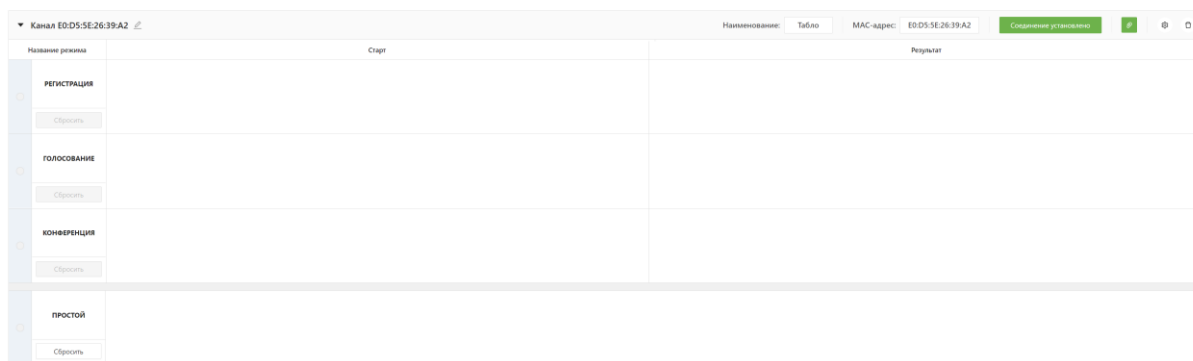 Канал E0:D5:5E:26:39:A2
Наименование: Табло MAC-адрес: E0:D5:5E:26:39:A2 Соединение установлено
Название режима Старт Результат
РЕГИСТРАЦИЯ
Сбросить
ГОЛОСОВАНИЕ
Сбросить
КОНФЕРЕНЦИЯ
Сбросить
ПРОСТОЙ
Сбросить